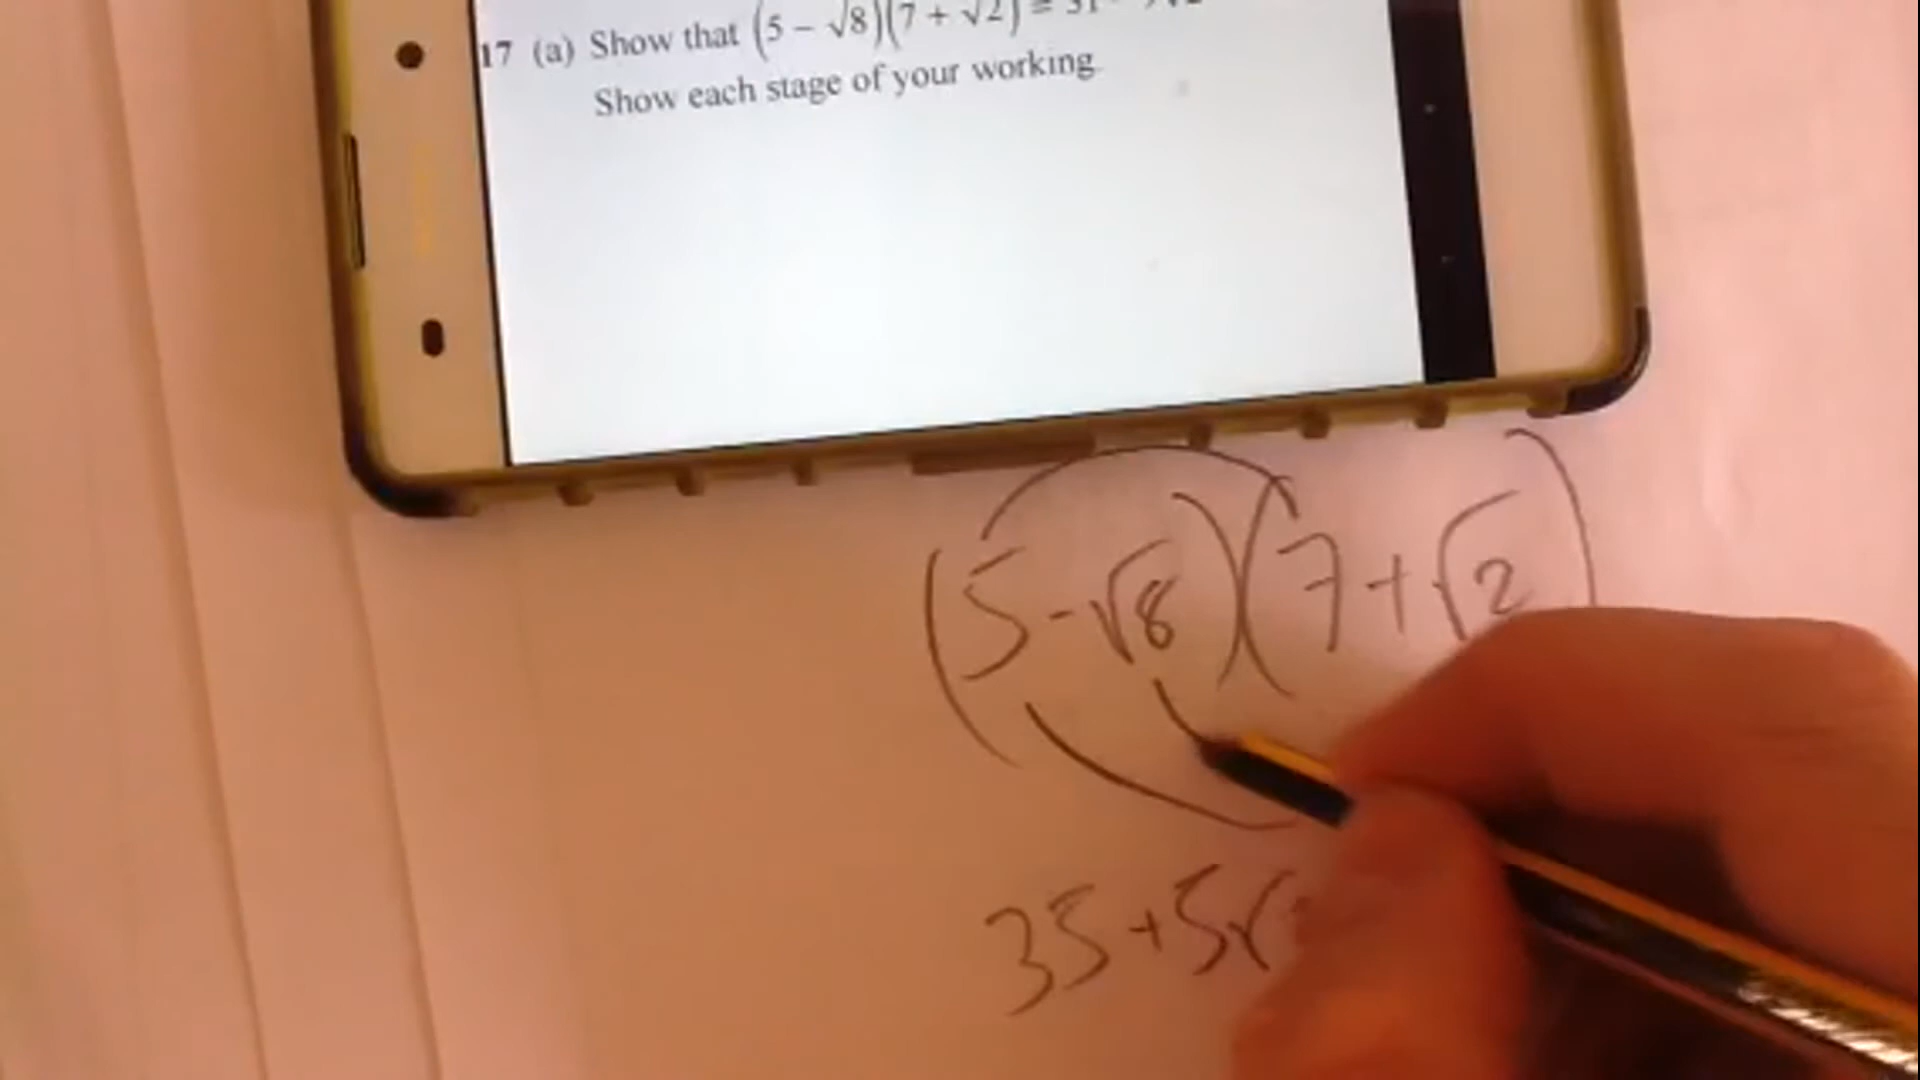 17 (a) Show that (5 − √8)(7 + √2) = 31
Show each stage of your working
(5-√8)(7+√2)
35+5√